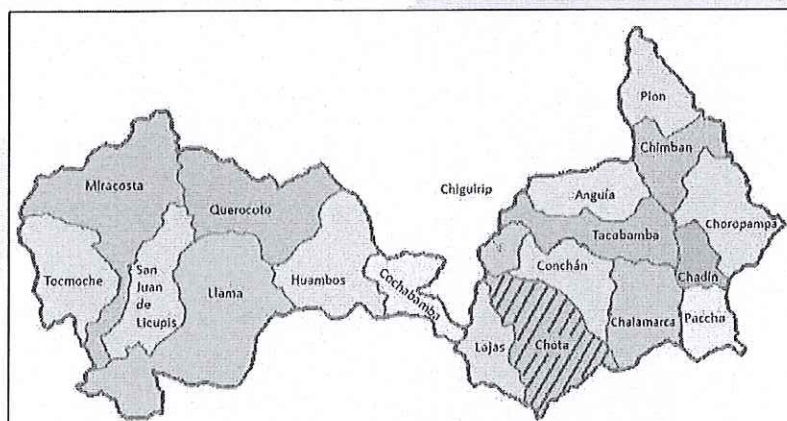 Pion
Chimban
Miracosta
Chiguirip
Anguía
Querocoto
Choropampa
Tacabamba
Tocmoche
San
Juan
de
Licupis
Llama
Huambos
Cochabamba
Conchán
Chadín
Lajas
Chota
Chalamarca
Paccha